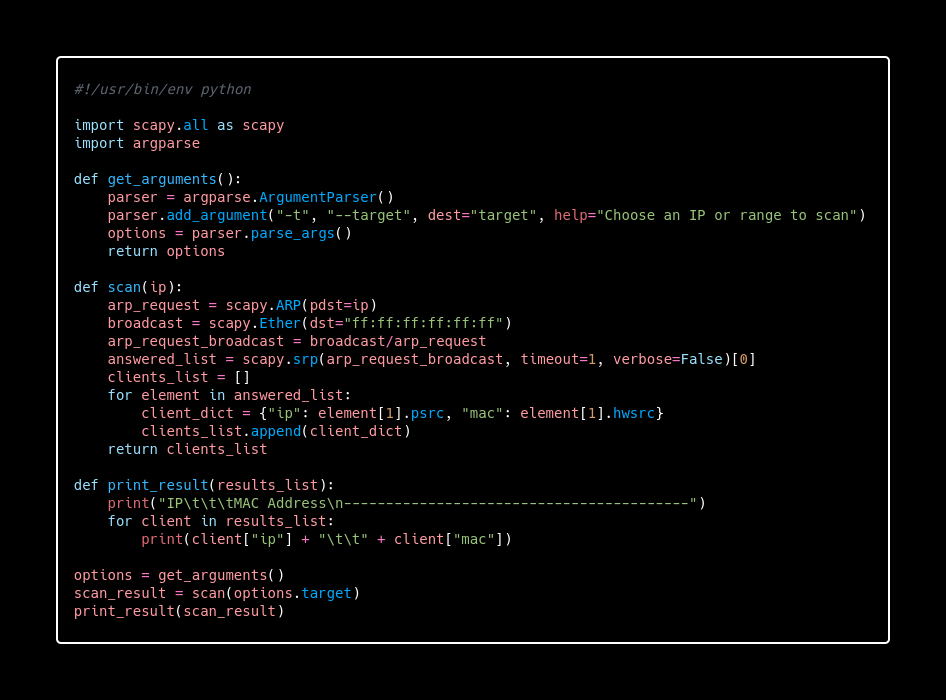 #!/usr/bin/env python

import scapy.all as scapy
import argparse

def get_arguments():
    parser = argparse.ArgumentParser()
    parser.add_argument("-t", "--target", dest="target", help="Choose an IP or range to scan")
    options = parser.parse_args()
    return options

def scan(ip):
    arp_request = scapy.ARP(pdst=ip)
    broadcast = scapy.Ether(dst="ff:ff:ff:ff:ff:ff")
    arp_request_broadcast = broadcast/arp_request
    answered_list = scapy.srp(arp_request_broadcast, timeout=1, verbose=False)[0]
    clients_list = []
    for element in answered_list:
        client_dict = {"ip": element[1].psrc, "mac": element[1].hwsrc}
        clients_list.append(client_dict)
    return clients_list

def print_result(results_list):
    print("IP\t\t\tMAC Address\n-----------------------------------------")
    for client in results_list:
        print(client["ip"] + "\t\t" + client["mac"])

options = get_arguments()
scan_result = scan(options.target)
print_result(scan_result)